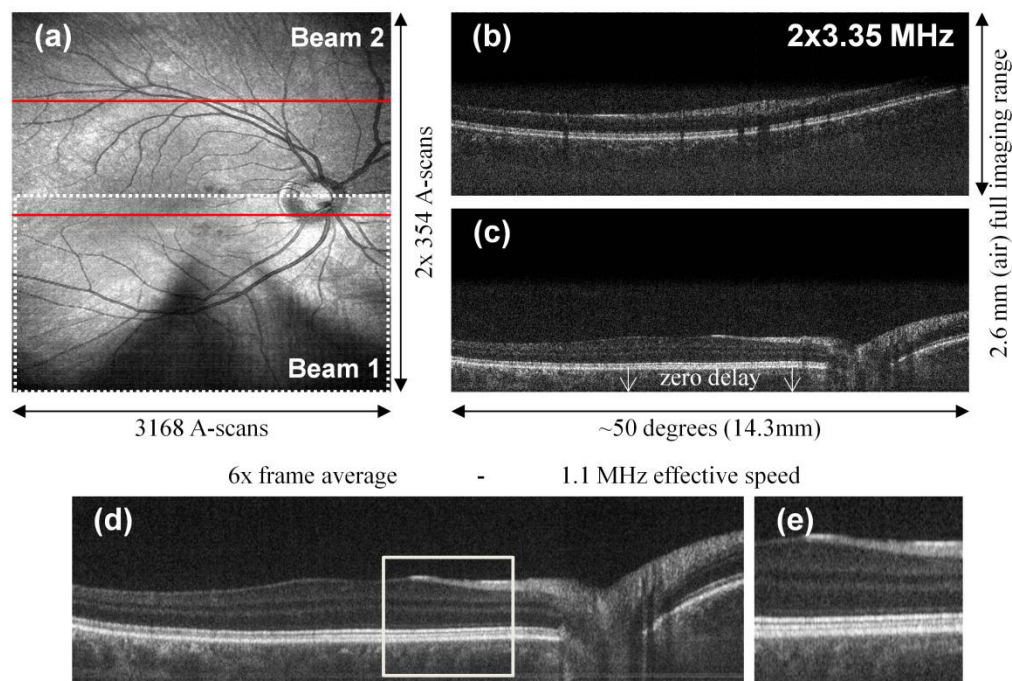 (a)
Beam 2
Beam 1
2x 354 A-scans
3168 A-scans
(b)
2x3.35 MHz
(c)
zero delay
2.6 mm (air) full imaging range
~50 degrees (14.3mm)
6x frame average - 1.1 MHz effective speed
(d)
(e)